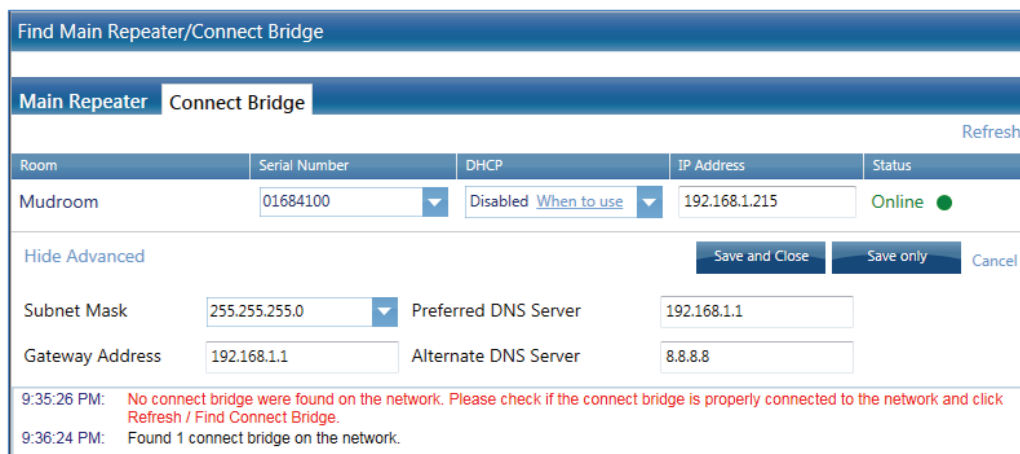 Find Main Repeater/Connect Bridge
Main Repeater Connect Bridge
Refresh
Room Serial Number DHCP IP Address Status
Mudroom 01684100 Disabled When to use 192.168.1.215 Online
Hide Advanced Save and Close Save only Cancel
Subnet Mask 255.255.255.0 Preferred DNS Server 192.168.1.1
Gateway Address 192.168.1.1 Alternate DNS Server 8.8.8.8
9:35:26 PM: No connect bridge were found on the network. Please check if the connect bridge is properly connected to the network and click
Refresh / Find Connect Bridge.
9:36:24 PM: Found 1 connect bridge on the network.